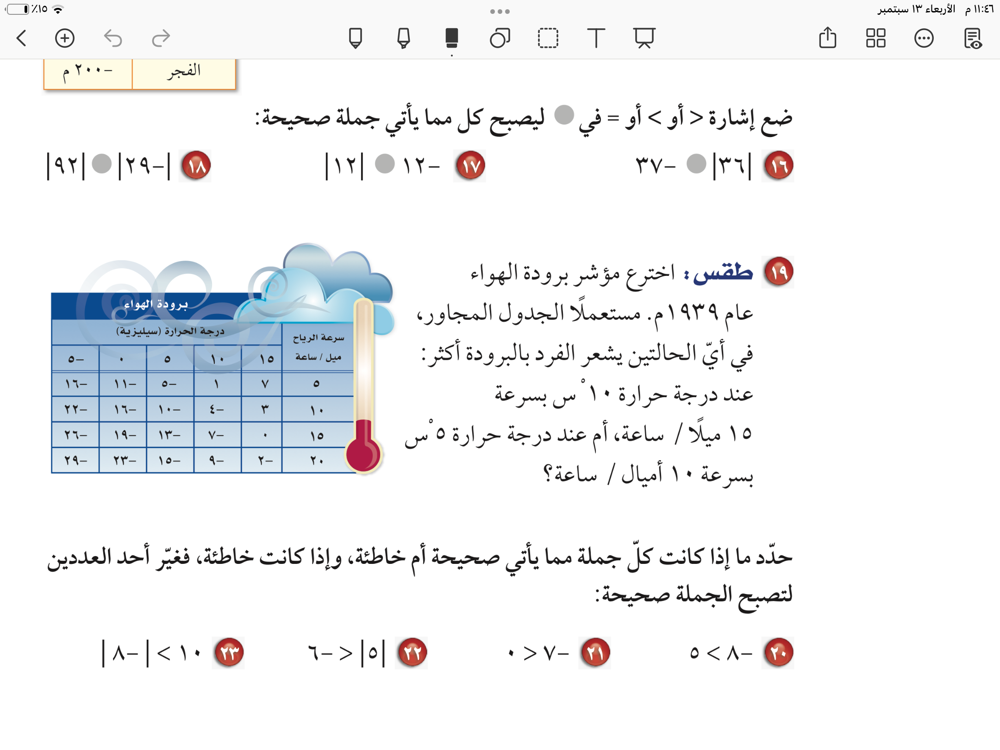 ١١:٤٦ م الأربعاء ١٣ سبتمبر
٪١٥
الفجر –٢٠٠ م
ضع إشارة < أو > أو = في ليصبح كل مما يأتي جملة صحيحة:
١٦ |٣٦| –٣٧
١٧ –١٢ |١٢|
١٨ |–٢٩| |٩٢|
١٩ طقس: اخترع مؤشر برودة الهواء
عام ١٩٣٩م. مستعملًا الجدول المجاور،
في أيّ الحالتين يشعر الفرد بالبرودة أكثر:
عند درجة حرارة ١٠ ْس بسرعة
١٥ ميلًا / ساعة، أم عند درجة حرارة ٥ ْس
بسرعة ١٠ أميال / ساعة؟
برودة الهواء
سرعة الرياح
ميل / ساعة
درجة الحرارة (سيليزية)
١٥ ١٠ ٥ ٠ –٥
٥ ٧ ١ –٥ –١١ –١٦
١٠ ٣ –٤ –١٠ –١٦ –٢٢
١٥ ٠ –٧ –١٣ –١٩ –٢٦
٢٠ –٢ –٩ –١٥ –٢٣ –٢٩
حدّد ما إذا كانت كلّ جملة مما يأتي صحيحة أم خاطئة، وإذا كانت خاطئة، فغيّر أحد العددين
لتصبح الجملة صحيحة:
٢٠ –٨ > ٥
٢١ –٧ < ٠
٢٢ |٥| < –٦
٢٣ ١٠ > |–٨|